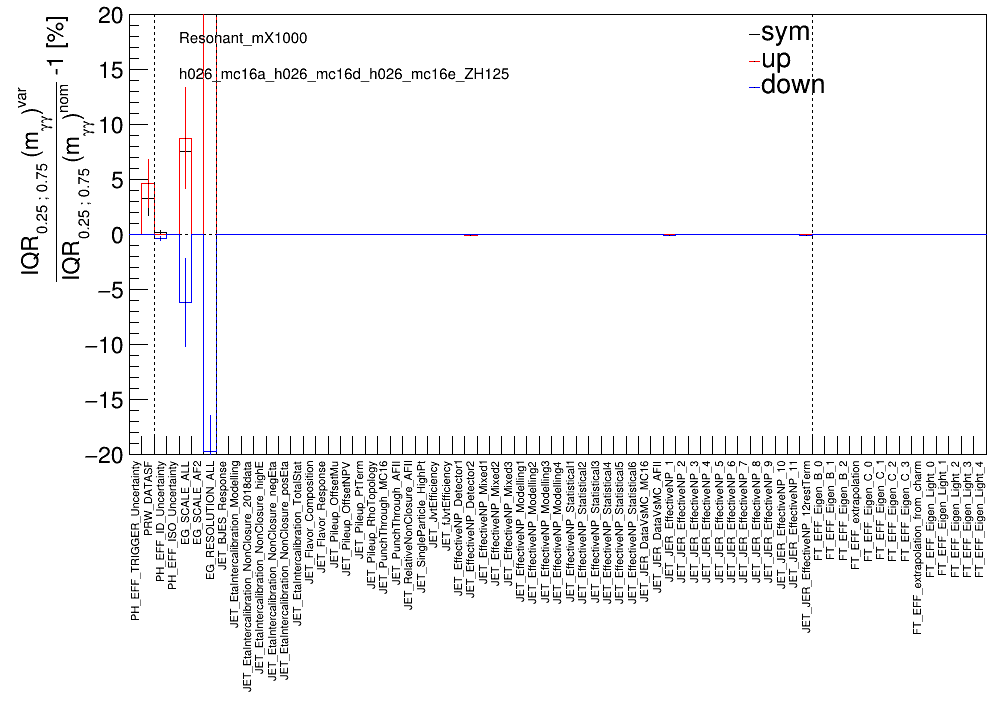 IQR0.25 ; 0.75 (mγγ)var
IQR0.25 ; 0.75 (mγγ)nom -1 [%]
20
15
10
5
0
−5
−10
−15
−20
Resonant_mX1000
h026_mc16a_h026_mc16d_h026_mc16e_ZH125
sym
up
down
PH_EFF_TRIGGER_Uncertainty
PRW_DATASF
PH_EFF_ID_Uncertainty
PH_EFF_ISO_Uncertainty
EG_SCALE_ALL
EG_SCALE_AF2
EG_RESOLUTION_ALL
JET_BJES_Response
JET_EtaIntercalibration_Modelling
JET_EtaIntercalibration_NonClosure_2018data
JET_EtaIntercalibration_NonClosure_highE
JET_EtaIntercalibration_NonClosure_negEta
JET_EtaIntercalibration_NonClosure_posEta
JET_EtaIntercalibration_TotalStat
JET_Flavor_Composition
JET_Flavor_Response
JET_Pileup_OffsetMu
JET_Pileup_OffsetNPV
JET_Pileup_PtTerm
JET_Pileup_RhoTopology
JET_PunchThrough_MC16
JET_PunchThrough_AFII
JET_RelativeNonClosure_AFII
JET_SingleParticle_HighPt
JET_JvtEfficiency
JET_fJvtEfficiency
JET_EffectiveNP_Detector1
JET_EffectiveNP_Detector2
JET_EffectiveNP_Mixed1
JET_EffectiveNP_Mixed2
JET_EffectiveNP_Mixed3
JET_EffectiveNP_Modelling1
JET_EffectiveNP_Modelling2
JET_EffectiveNP_Modelling3
JET_EffectiveNP_Modelling4
JET_EffectiveNP_Statistical1
JET_EffectiveNP_Statistical2
JET_EffectiveNP_Statistical3
JET_EffectiveNP_Statistical4
JET_EffectiveNP_Statistical5
JET_EffectiveNP_Statistical6
JET_JER_DataVsMC_MC16
JET_JER_DataVsMC_AFII
JET_JER_EffectiveNP_1
JET_JER_EffectiveNP_2
JET_JER_EffectiveNP_3
JET_JER_EffectiveNP_4
JET_JER_EffectiveNP_5
JET_JER_EffectiveNP_6
JET_JER_EffectiveNP_7
JET_JER_EffectiveNP_8
JET_JER_EffectiveNP_9
JET_JER_EffectiveNP_10
JET_JER_EffectiveNP_11
JET_JER_EffectiveNP_12restTerm
FT_EFF_Eigen_B_0
FT_EFF_Eigen_B_1
FT_EFF_Eigen_B_2
FT_EFF_extrapolation
FT_EFF_Eigen_C_0
FT_EFF_Eigen_C_1
FT_EFF_Eigen_C_2
FT_EFF_Eigen_C_3
FT_EFF_extrapolation_from_charm
FT_EFF_Eigen_Light_0
FT_EFF_Eigen_Light_1
FT_EFF_Eigen_Light_2
FT_EFF_Eigen_Light_3
FT_EFF_Eigen_Light_4